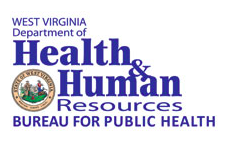 WEST VIRGINIA
Department of
Health
&
Human
Resources
BUREAU FOR PUBLIC HEALTH